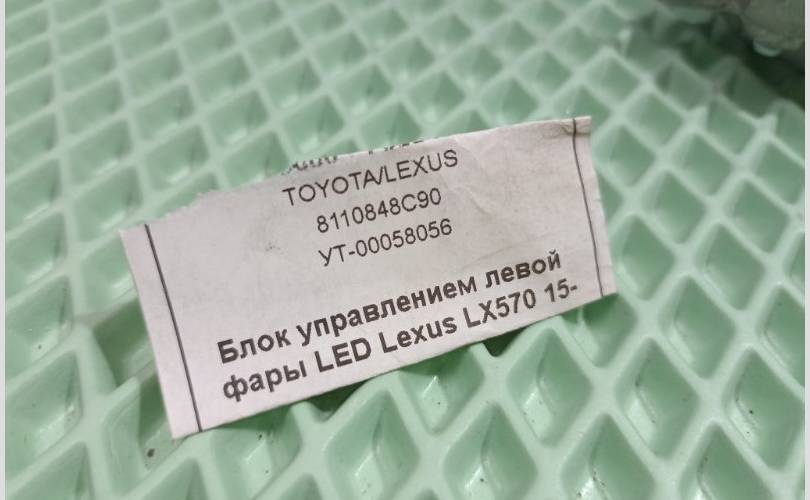 TOYOTA/LEXUS
8110848C90
УТ-00058056
Блок управлением левой
фары LED Lexus LX570 15-